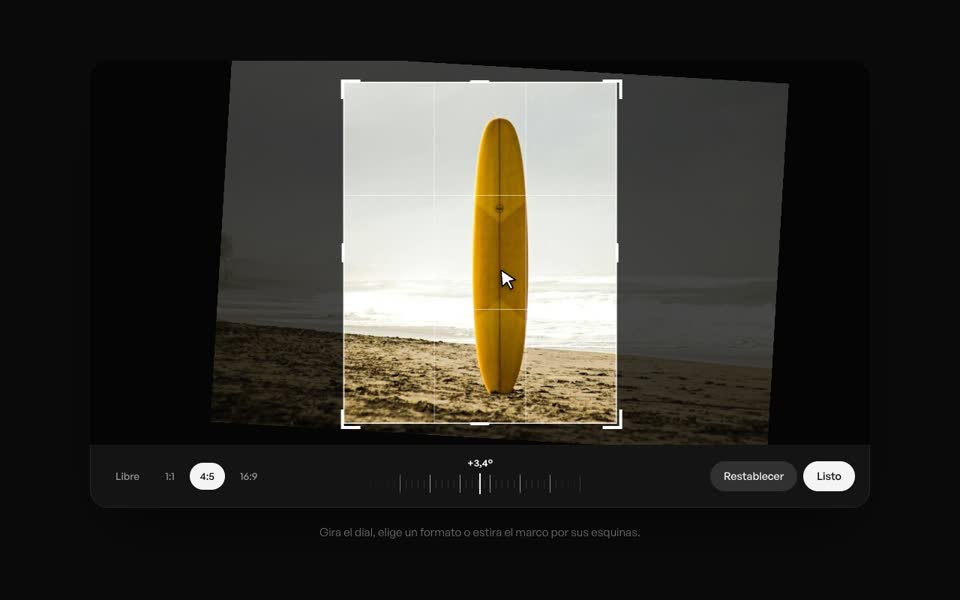 +3,4°
Libre 1:1 4:5 16:9 Restablecer Listo
Gira el dial, elige un formato o estira el marco por sus esquinas.